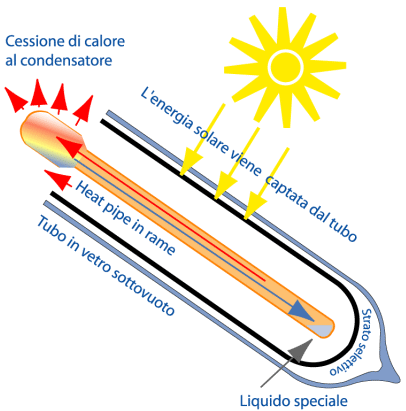 Cessione di calore
al condensatore
L'energia solare viene captata dal tubo
Heat pipe in rame
Tubo in vetro sottovuoto
Strato selettivo
Liquido speciale